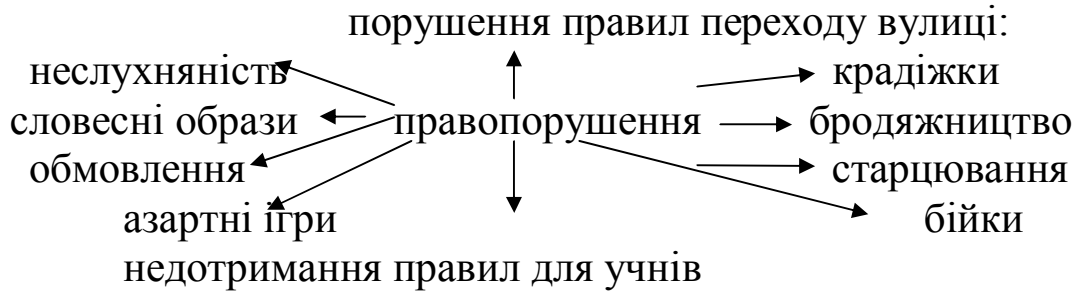 порушення правил переходу вулиці:
неслухняність крадіжки
словесні образи правопорушення бродяжництво
обмовлення старцювання
азартні ігри бійки
недотримання правил для учнів